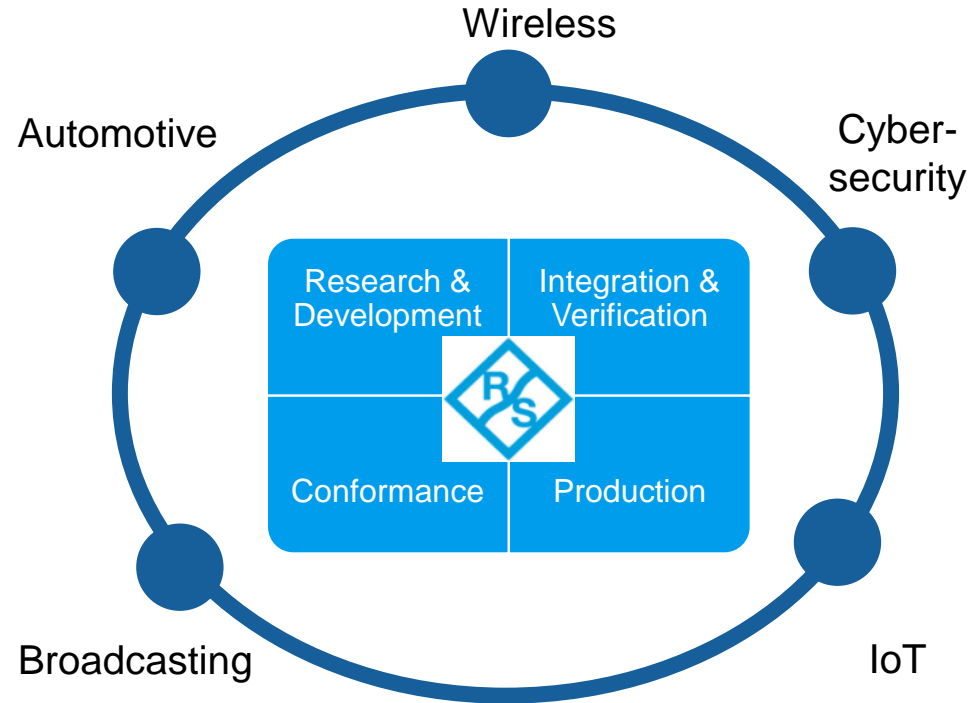 Wireless
Automotive
Cyber-
security
Research &
Development
Integration &
Verification
R
S
Conformance
Production
Broadcasting
IoT